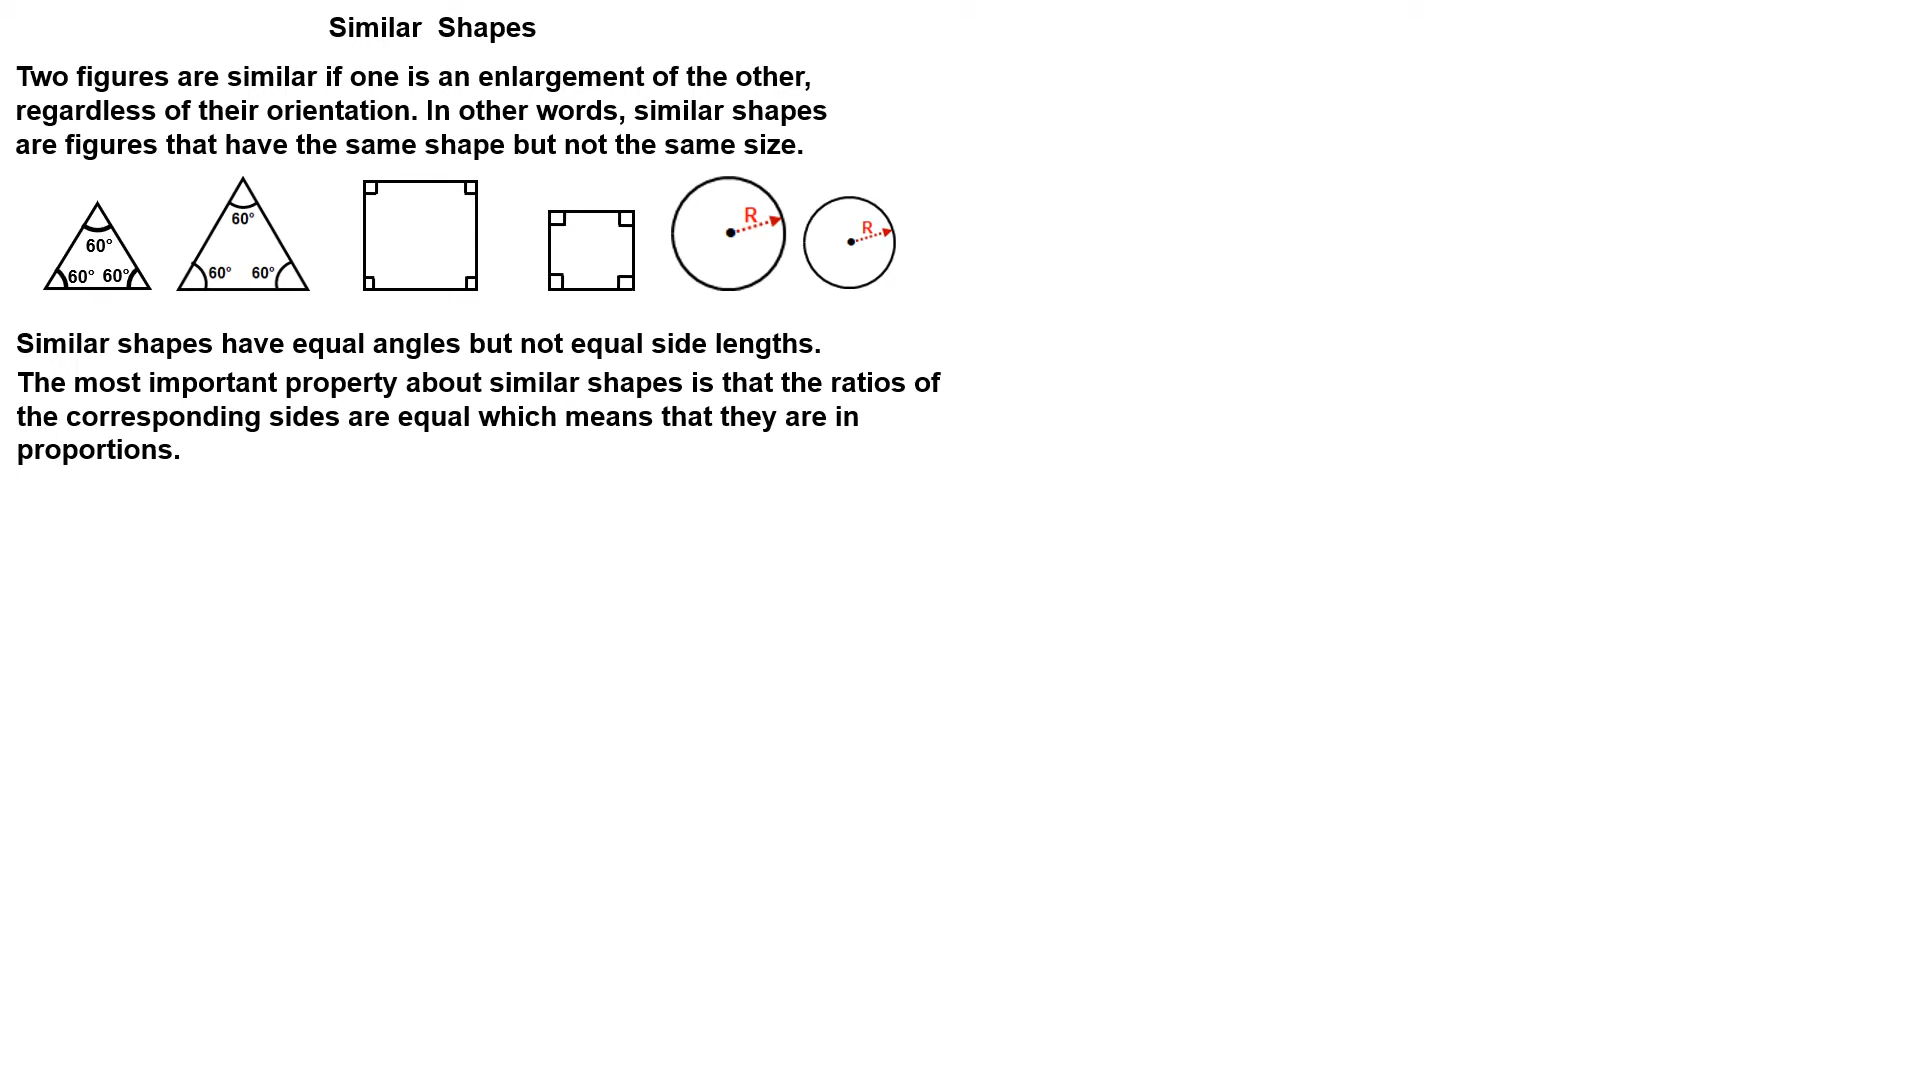 Similar Shapes
Two figures are similar if one is an enlargement of the other,
regardless of their orientation. In other words, similar shapes
are figures that have the same shape but not the same size.
60°
60° 60°
60°
60° 60°
R
R
Similar shapes have equal angles but not equal side lengths.
The most important property about similar shapes is that the ratios of
the corresponding sides are equal which means that they are in
proportions.